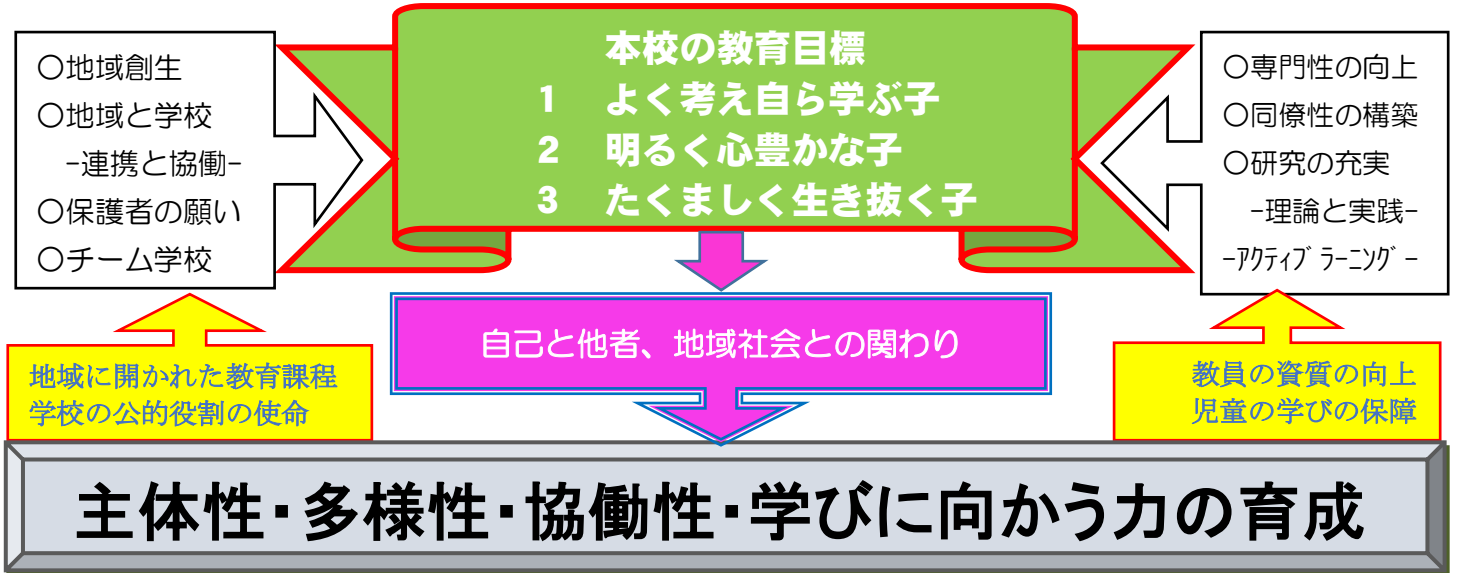 本校の教育目標
1 よく考え自ら学ぶ子
2 明るく心豊かな子
3 たくましく生き抜く子
○地域創生
○地域と学校
-連携と協働-
○保護者の願い
○チーム学校
○専門性の向上
○同僚性の構築
○研究の充実
-理論と実践-
-ｱｸﾃｨﾌﾞﾗｰﾆﾝｸﾞ-
自己と他者、地域社会との関わり
地域に開かれた教育課程
学校の公的役割の使命
教員の資質の向上
児童の学びの保障
主体性・多様性・協働性・学びに向かう力の育成